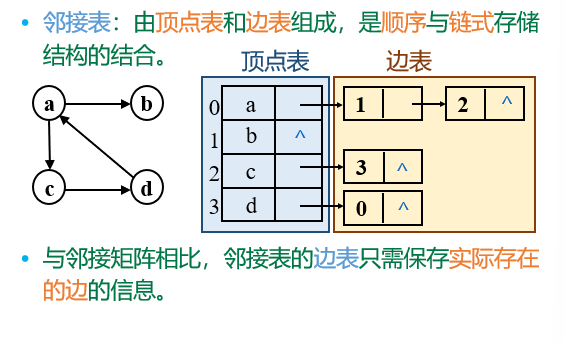 • 邻接表：由顶点表和边表组成，是顺序与链式存储
结构的结合。
顶点表 边表
a b
c d
0 a 1 2 ^
1 b ^
2 c 3 ^
3 d 0 ^
• 与邻接矩阵相比，邻接表的边表只需保存实际存在
的边的信息。